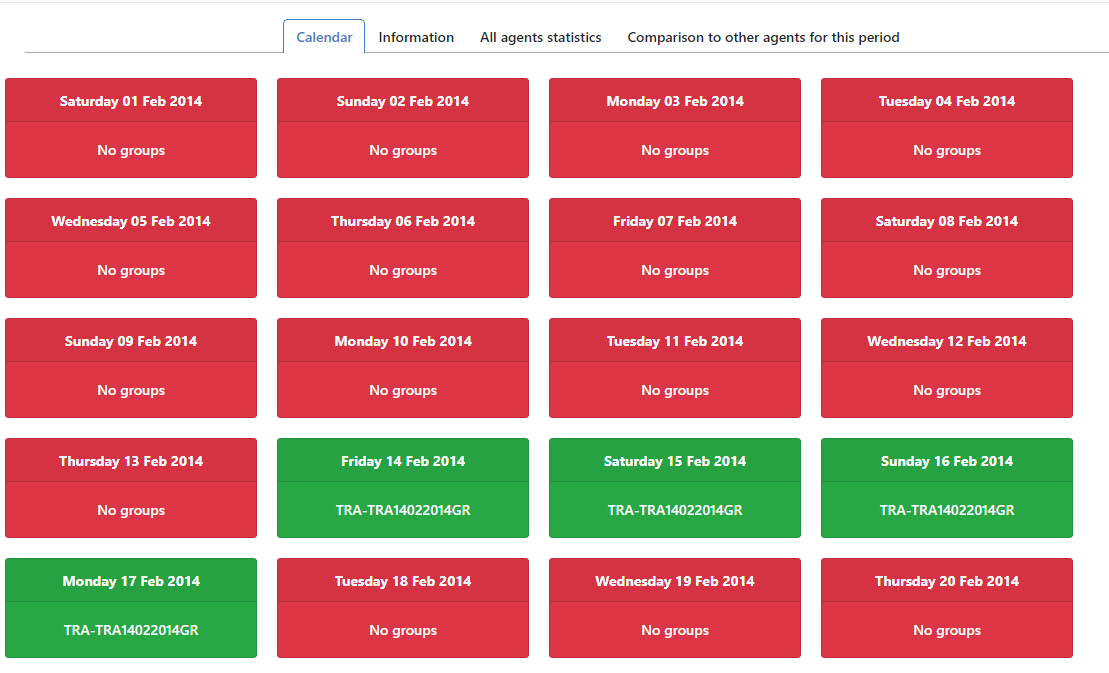 Calendar Information All agents statistics Comparison to other agents for this period
Saturday 01 Feb 2014
No groups
Sunday 02 Feb 2014
No groups
Monday 03 Feb 2014
No groups
Tuesday 04 Feb 2014
No groups
Wednesday 05 Feb 2014
No groups
Thursday 06 Feb 2014
No groups
Friday 07 Feb 2014
No groups
Saturday 08 Feb 2014
No groups
Sunday 09 Feb 2014
No groups
Monday 10 Feb 2014
No groups
Tuesday 11 Feb 2014
No groups
Wednesday 12 Feb 2014
No groups
Thursday 13 Feb 2014
No groups
Friday 14 Feb 2014
TRA-TRA14022014GR
Saturday 15 Feb 2014
TRA-TRA14022014GR
Sunday 16 Feb 2014
TRA-TRA14022014GR
Monday 17 Feb 2014
TRA-TRA14022014GR
Tuesday 18 Feb 2014
No groups
Wednesday 19 Feb 2014
No groups
Thursday 20 Feb 2014
No groups